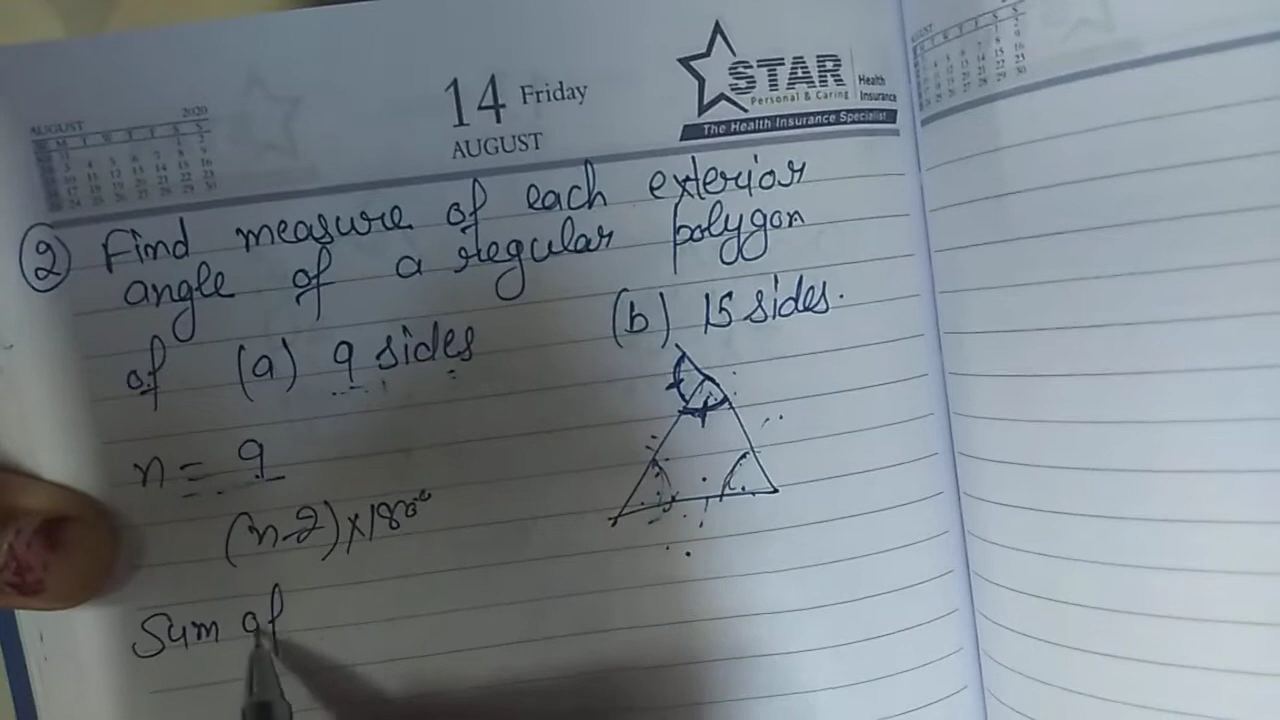 AUGUST 2020
14 Friday
AUGUST
STAR
Health
Insurance
Personal & Caring
The Health Insurance Specialist
② Find measure of each exterior
angle of a regular polygon
of (a) 9 sides (b) 15 sides.
n = 9
(n-2)×180°
Sum of